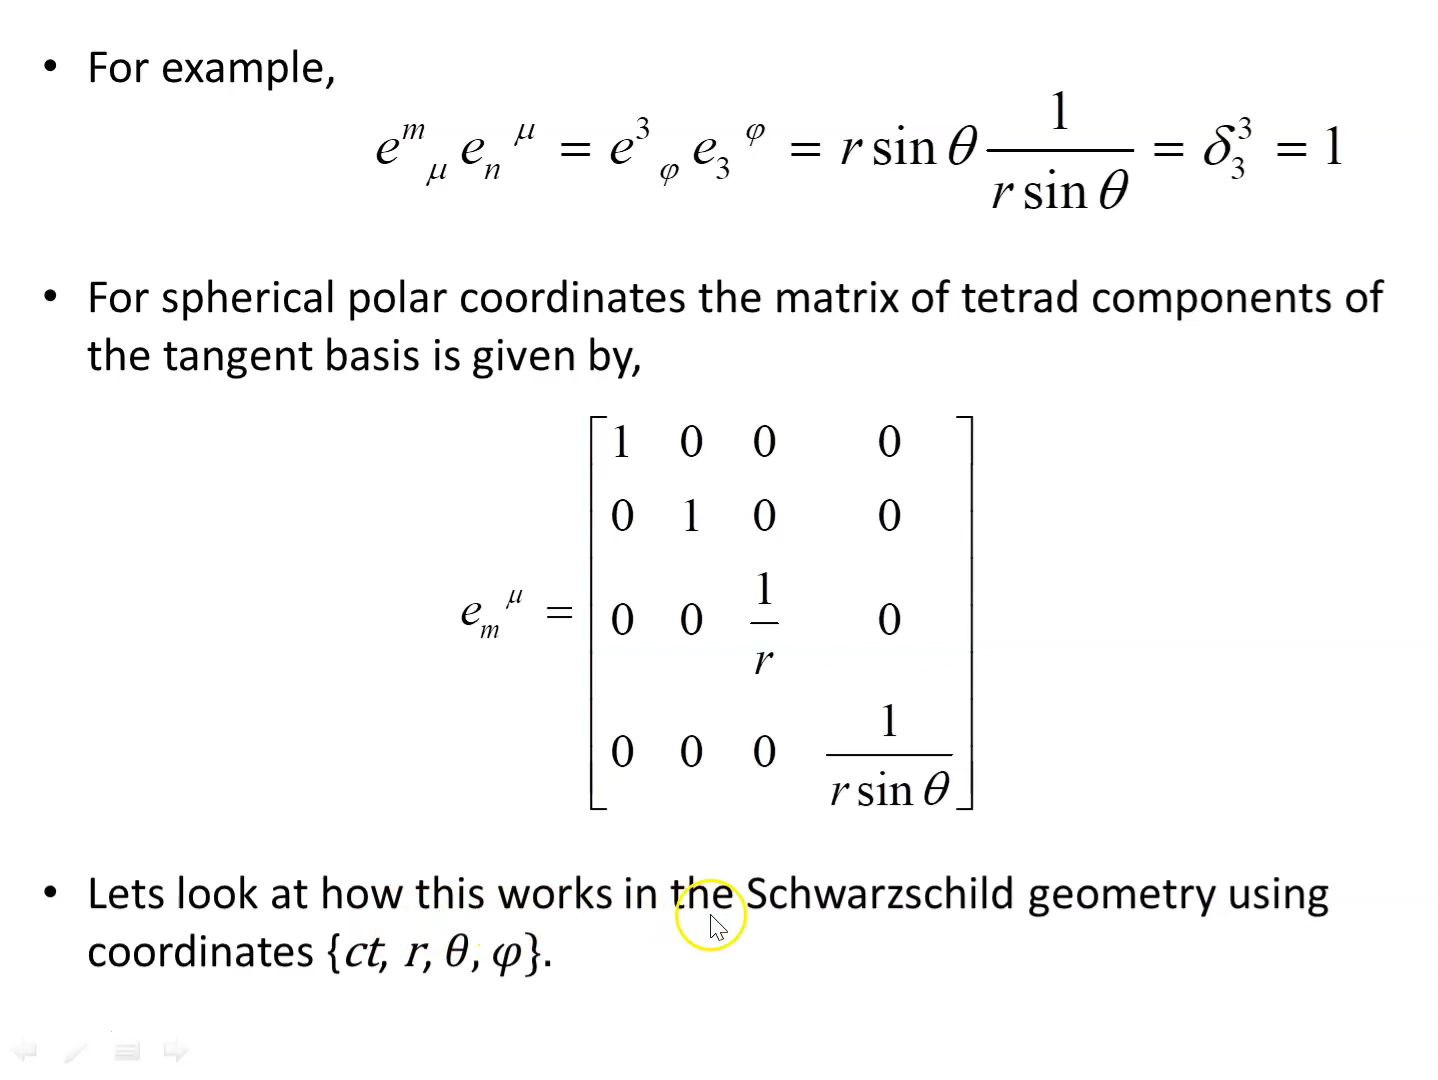 • For example,
e^m_μ e_n^μ = e^3_φ e_3^φ = r sin θ 1/(r sin θ) = δ^3_3 = 1
• For spherical polar coordinates the matrix of tetrad components of
the tangent basis is given by,
e_m^μ = [
1 0 0 0
0 1 0 0
0 0 1/r 0
0 0 0 1/(r sin θ)
]
• Lets look at how this works in the Schwarzschild geometry using
coordinates {ct, r, θ, φ}.